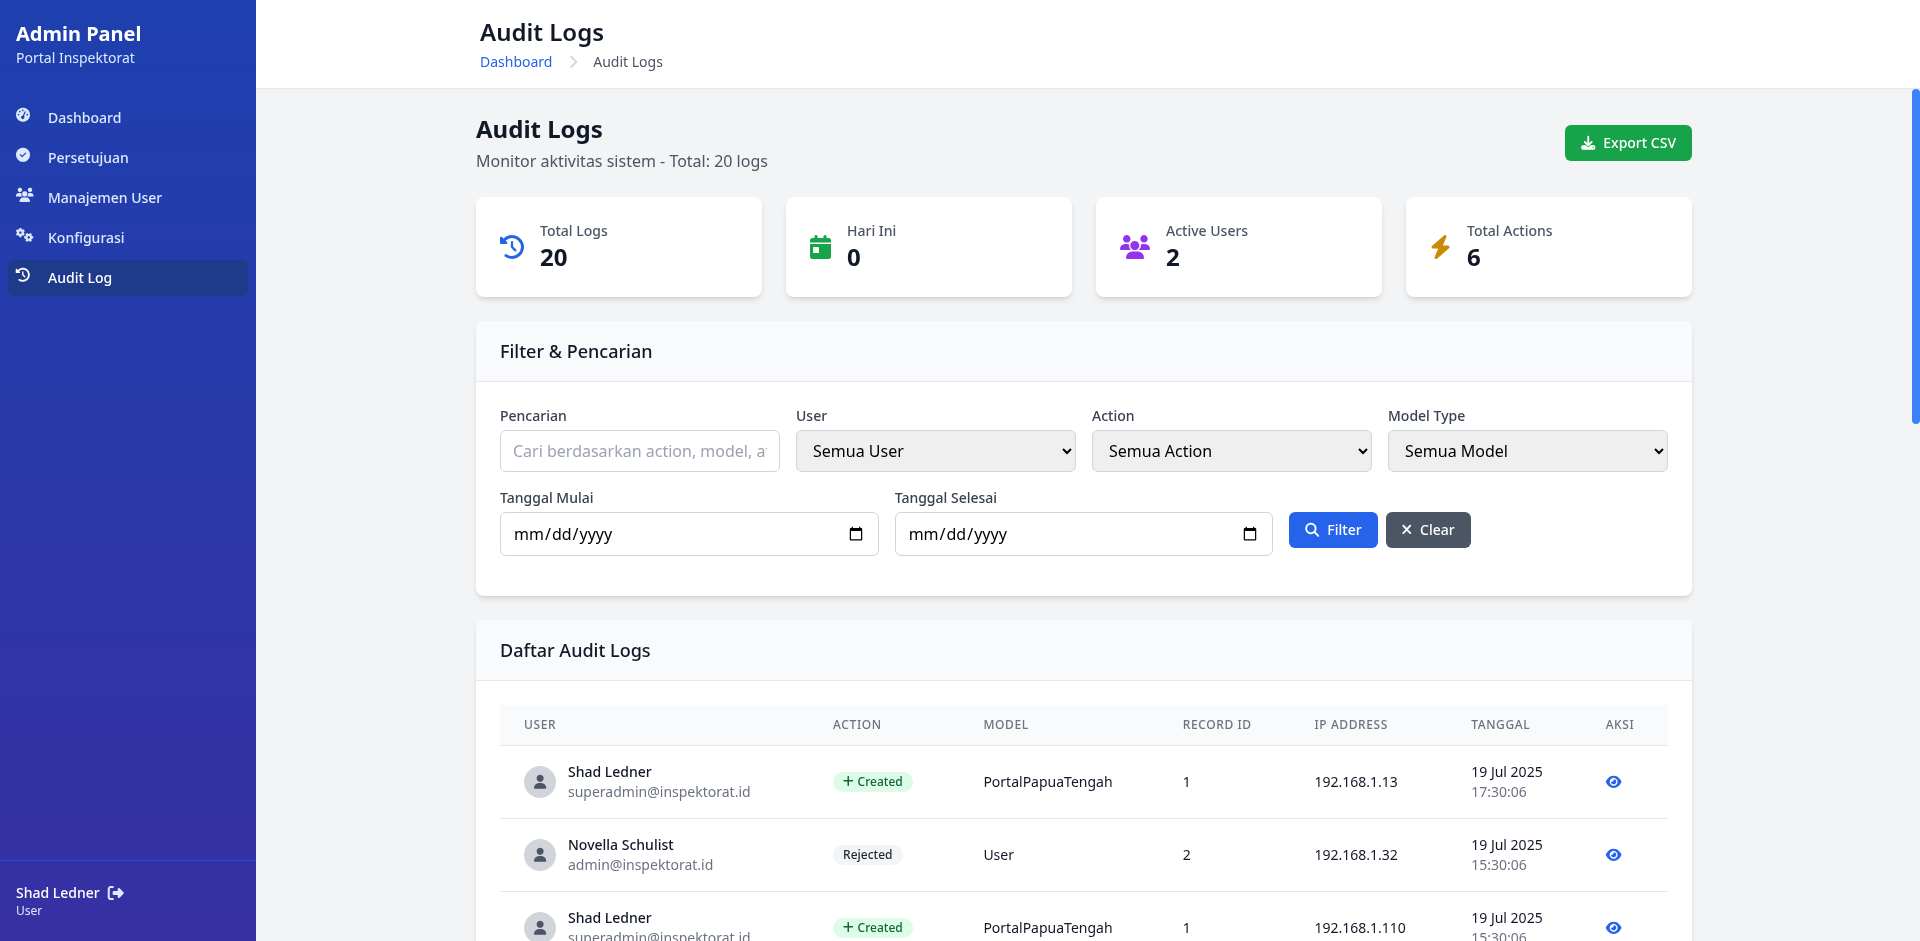 Admin Panel
Portal Inspektorat
Dashboard
Persetujuan
Manajemen User
Konfigurasi
Audit Log
Shad Ledner
User
Audit Logs
Dashboard Audit Logs
Audit Logs
Monitor aktivitas sistem - Total: 20 logs
Export CSV
Total Logs
20
Hari Ini
0
Active Users
2
Total Actions
6
Filter & Pencarian
Pencarian User Action Model Type
Cari berdasarkan action, model, a Semua User Semua Action Semua Model
Tanggal Mulai Tanggal Selesai
mm/dd/yyyy mm/dd/yyyy Filter Clear
Daftar Audit Logs
USER ACTION MODEL RECORD ID IP ADDRESS TANGGAL AKSI
Shad Ledner
superadmin@inspektorat.id
Created PortalPapuaTengah 1 192.168.1.13
19 Jul 2025
17:30:06
Novella Schulist
admin@inspektorat.id
Rejected User 2 192.168.1.32
19 Jul 2025
15:30:06
Shad Ledner
superadmin@inspektorat.id
Created PortalPapuaTengah 1 192.168.1.110
19 Jul 2025
15:30:06